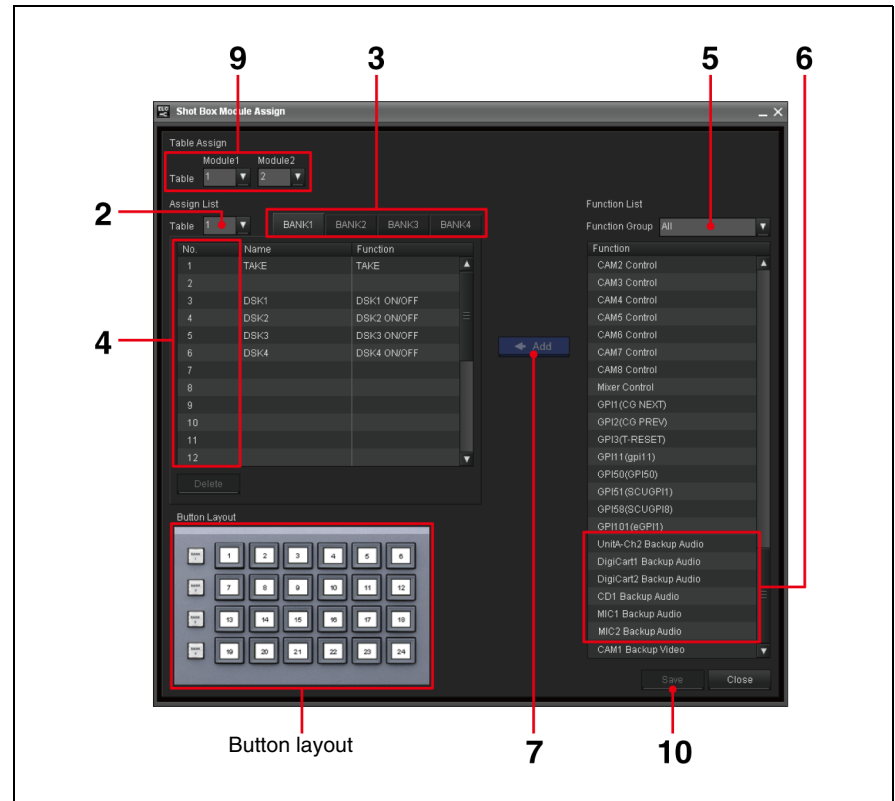 9 3 5 6
Shot Box Module Assign
Table Assign
Module1 Module2
Table 1 2
Assign List
2
Table 1 BANK1 BANK2 BANK3 BANK4
No. Name Function
1 TAKE TAKE
2
3 DSK1 DSK1 ON/OFF
4 DSK2 DSK2 ON/OFF
5 DSK3 DSK3 ON/OFF
6 DSK4 DSK4 ON/OFF
7
8
9
10
11
12
4
Delete
Add
Function List
Function Group All
Function
CAM2 Control
CAM3 Control
CAM4 Control
CAM5 Control
CAM6 Control
CAM7 Control
CAM8 Control
Mixer Control
GPI1(CG NEXT)
GPI2(CG PREV)
GPI3(T-RESET)
GPI11(gpi11)
GPI50(GPI50)
GPI51(SCUGPI1)
GPI58(SCUGPI8)
GPI101(eGPI1)
UnitA-Ch2 Backup Audio
DigiCart1 Backup Audio
DigiCart2 Backup Audio
CD1 Backup Audio
MIC1 Backup Audio
MIC2 Backup Audio
CAM1 Backup Video
Button Layout
1 2 3 4 5 6
7 8 9 10 11 12
13 14 15 16 17 18
19 20 21 22 23 24
Save Close
Button layout
7 10